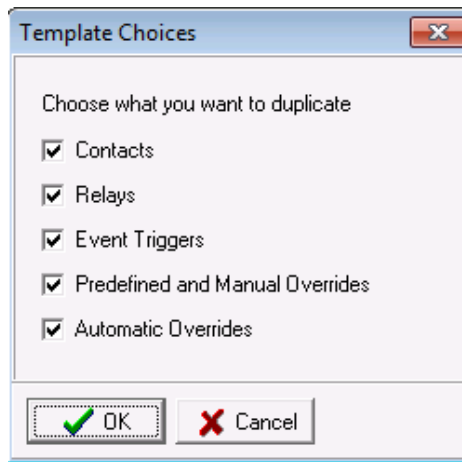 Template Choices
Choose what you want to duplicate
Contacts
Relays
Event Triggers
Predefined and Manual Overrides
Automatic Overrides
OK
Cancel